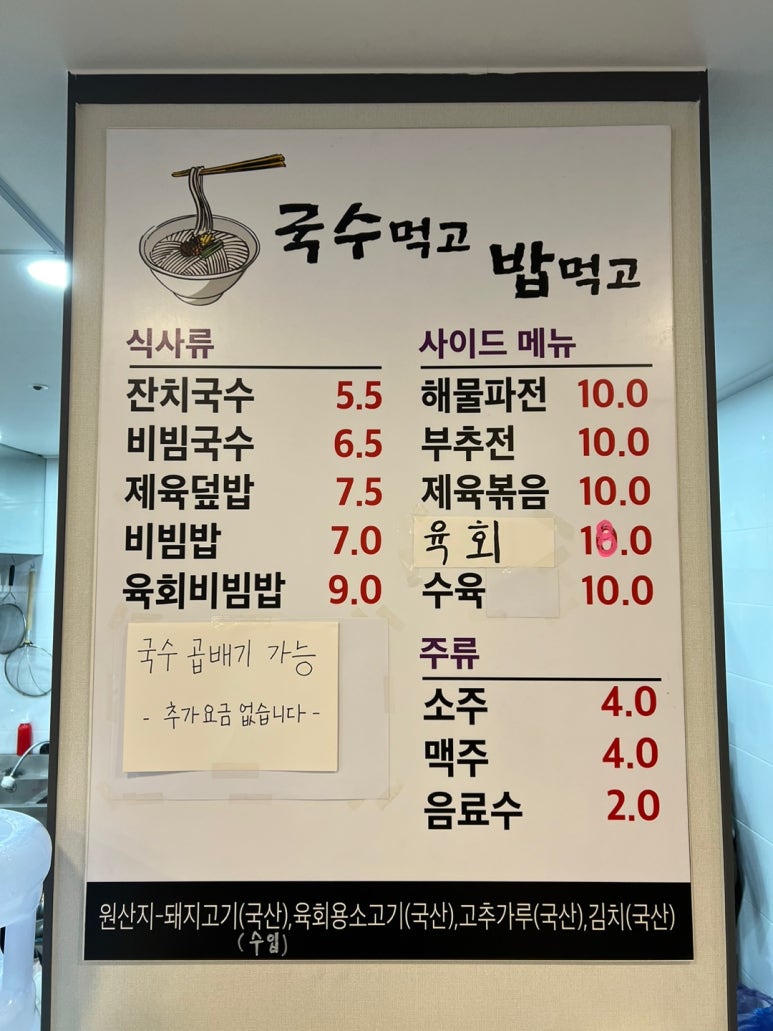 국수먹고
밥먹고
식사류
잔치국수 5.5
비빔국수 6.5
제육덮밥 7.5
비빔밥 7.0
육회비빔밥 9.0
국수 곱배기 가능
- 추가요금 없습니다 -
사이드 메뉴
해물파전 10.0
부추전 10.0
제육볶음 10.0
육회
수육 10.0
주류
소주 4.0
맥주 4.0
음료수 2.0
원산지-돼지고기(국산),육회용소고기(국산),고추가루(국산),김치(국산)
(수입)